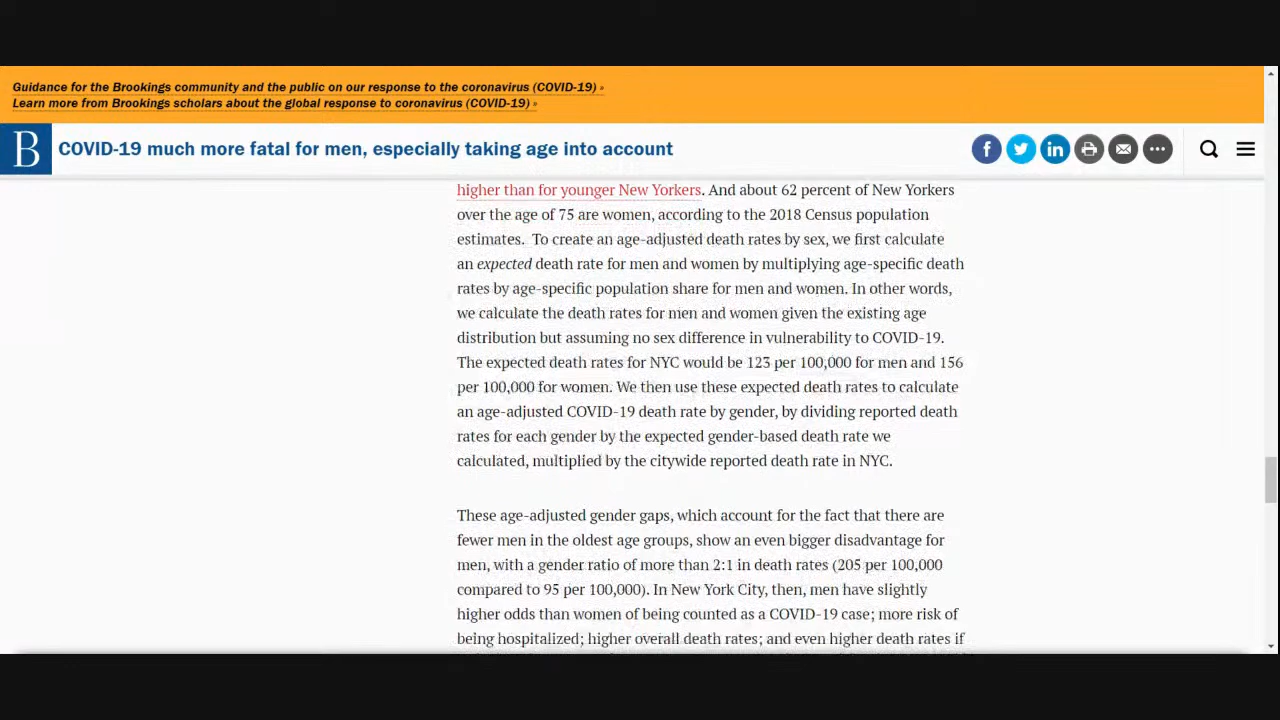 Guidance for the Brookings community and the public on our response to the coronavirus (COVID-19) »
Learn more from Brookings scholars about the global response to coronavirus (COVID-19) »
B
COVID-19 much more fatal for men, especially taking age into account
higher than for younger New Yorkers. And about 62 percent of New Yorkers
over the age of 75 are women, according to the 2018 Census population
estimates.  To create an age-adjusted death rates by sex, we first calculate
an expected death rate for men and women by multiplying age-specific death
rates by age-specific population share for men and women. In other words,
we calculate the death rates for men and women given the existing age
distribution but assuming no sex difference in vulnerability to COVID-19.
The expected death rates for NYC would be 123 per 100,000 for men and 156
per 100,000 for women. We then use these expected death rates to calculate
an age-adjusted COVID-19 death rate by gender, by dividing reported death
rates for each gender by the expected gender-based death rate we
calculated, multiplied by the citywide reported death rate in NYC.
These age-adjusted gender gaps, which account for the fact that there are
fewer men in the oldest age groups, show an even bigger disadvantage for
men, with a gender ratio of more than 2:1 in death rates (205 per 100,000
compared to 95 per 100,000). In New York City, then, men have slightly
higher odds than women of being counted as a COVID-19 case; more risk of
being hospitalized; higher overall death rates; and even higher death rates if